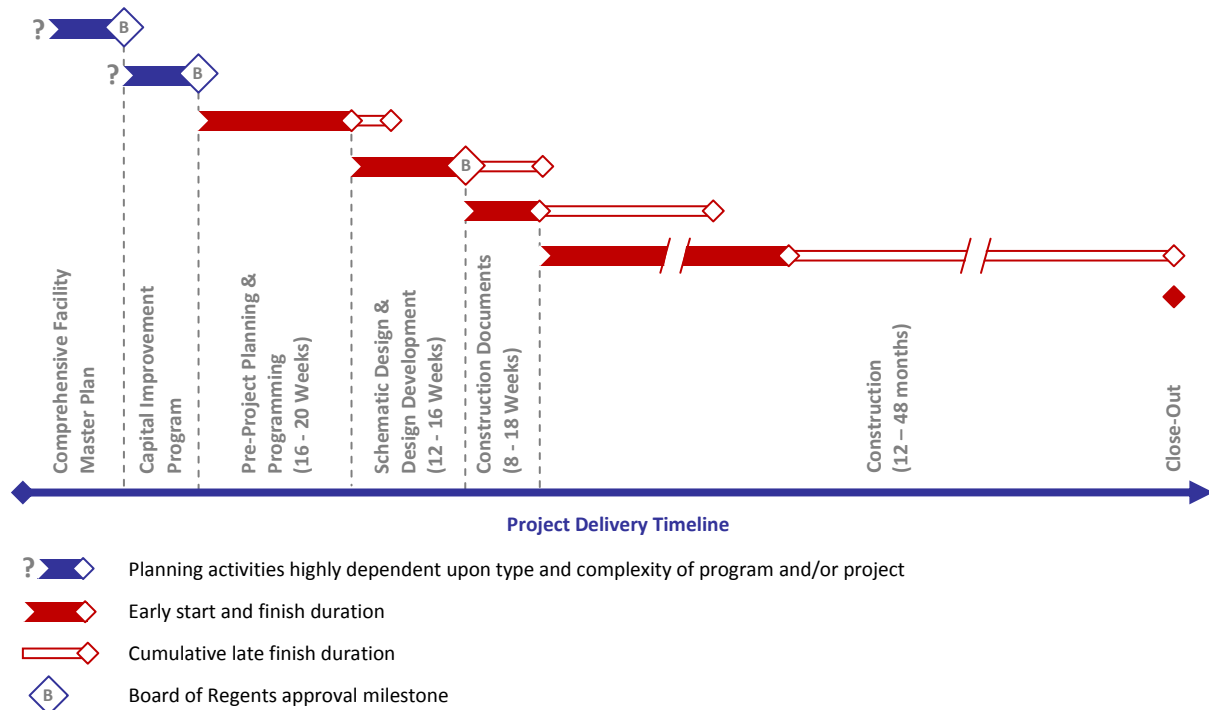 ?
B
?
B
B
Comprehensive Facility
Master Plan
Capital Improvement
Program
Pre-Project Planning &
Programming
(16 - 20 Weeks)
Schematic Design &
Design Development
(12 - 16 Weeks)
Construction Documents
(8 - 18 Weeks)
Construction
(12 – 48 months)
Close-Out
Project Delivery Timeline
? Planning activities highly dependent upon type and complexity of program and/or project
Early start and finish duration
Cumulative late finish duration
B Board of Regents approval milestone